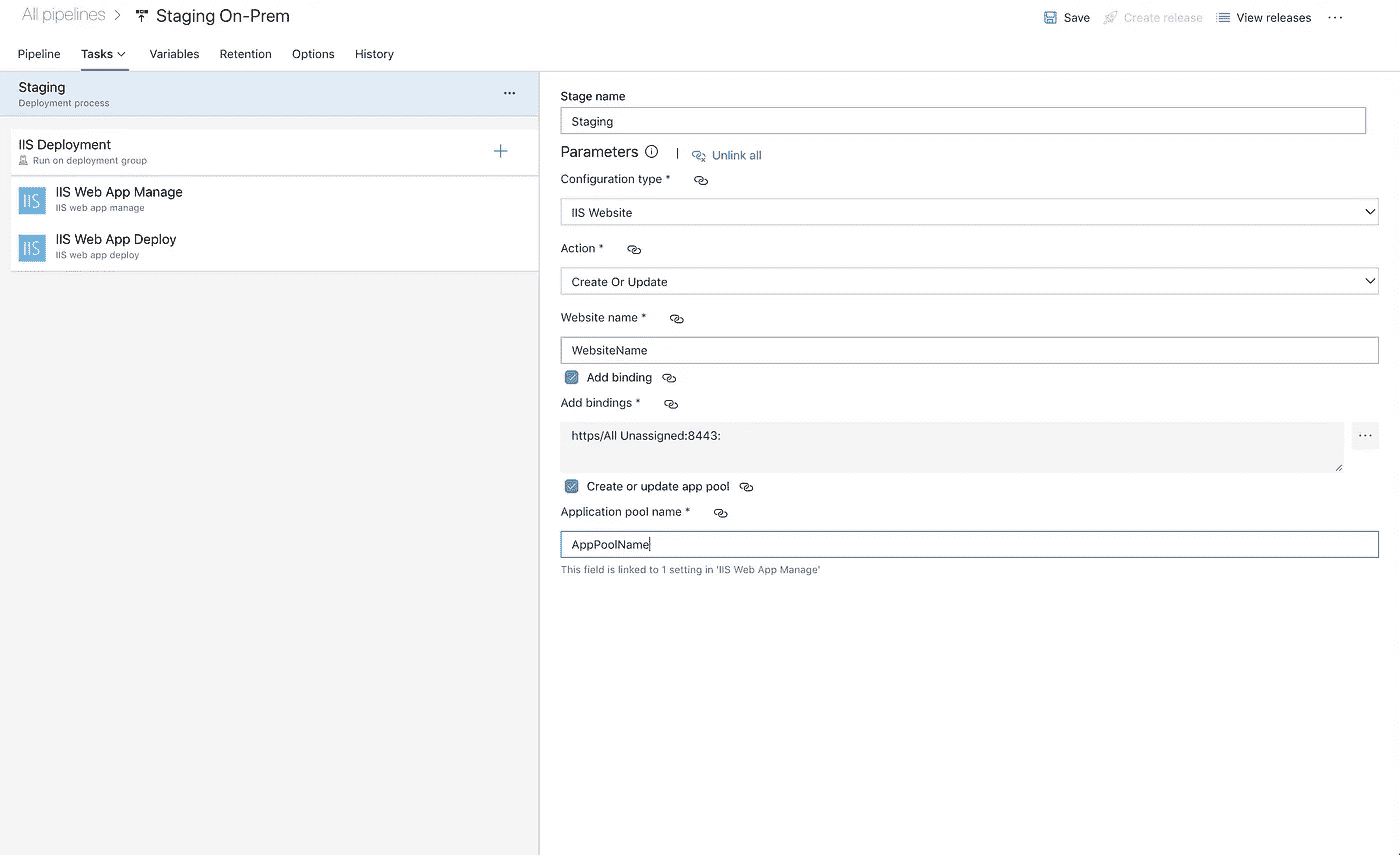 All pipelines > Staging On-Prem
Save Create release View releases ...
Pipeline Tasks Variables Retention Options History
Staging
Deployment process
...
IIS Deployment
Run on deployment group
IIS
IIS Web App Manage
IIS web app manage
IIS
IIS Web App Deploy
IIS web app deploy
Stage name
Staging
Parameters | Unlink all
Configuration type *
IIS Website
Action *
Create Or Update
Website name *
WebsiteName
Add binding
Add bindings *
https/All Unassigned:8443:
...
Create or update app pool
Application pool name *
AppPoolName
This field is linked to 1 setting in 'IIS Web App Manage'